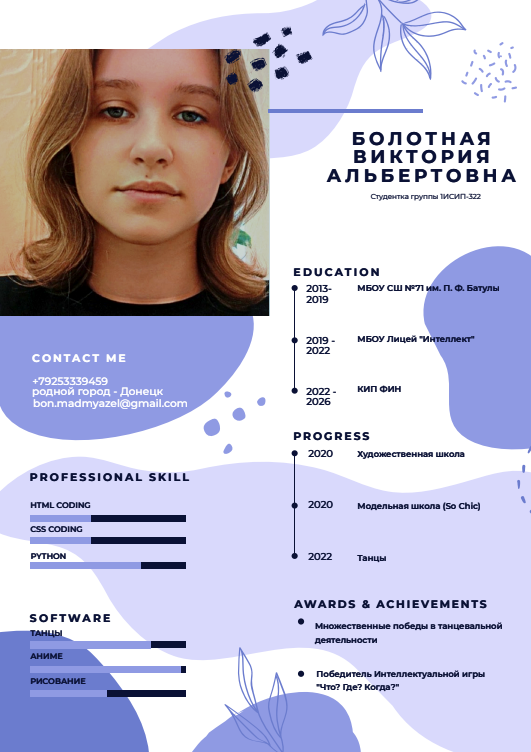 БОЛОТНАЯ
ВИКТОРИЯ
АЛЬБЕРТОВНА
Студентка группы 1ИСИП-322
CONTACT ME
+79253339459
родной город - Донецк
bon.madmyazel@gmail.com
PROFESSIONAL SKILL
HTML CODING
CSS CODING
PYTHON
SOFTWARE
ТАНЦЫ
АНИМЕ
РИСОВАНИЕ
EDUCATION
2013-
2019
МБОУ СШ №71 им. П. Ф. Батулы
2019 -
2022
МБОУ Лицей "Интеллект"
2022 -
2026
КИП ФИН
PROGRESS
2020
Художественная школа
2020
Модельная школа (So Chic)
2022
Танцы
AWARDS & ACHIEVEMENTS
Множественные победы в танцевальной
деятельности
Победитель Интеллектуальной игры
"Что? Где? Когда?"